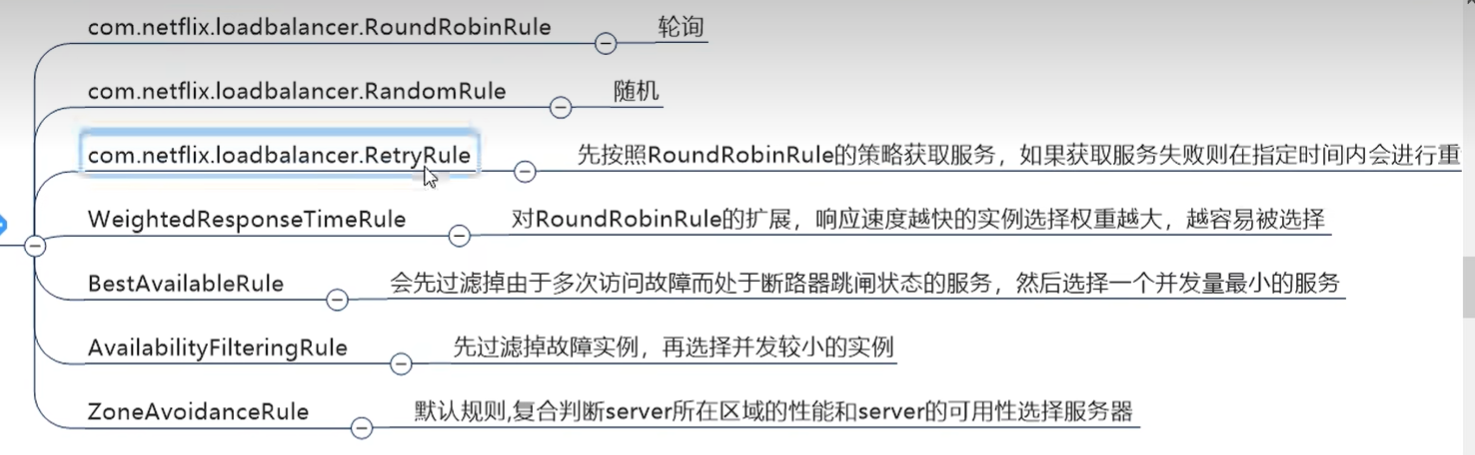 com.netflix.loadbalancer.RoundRobinRule 轮询
com.netflix.loadbalancer.RandomRule 随机
com.netflix.loadbalancer.RetryRule 先按照RoundRobinRule的策略获取服务，如果获取服务失败则在指定时间内会进行重
WeightedResponseTimeRule 对RoundRobinRule的扩展，响应速度越快的实例选择权重越大，越容易被选择
BestAvailableRule 会先过滤掉由于多次访问故障而处于断路器跳闸状态的服务，然后选择一个并发量最小的服务
AvailabilityFilteringRule 先过滤掉故障实例，再选择并发较小的实例
ZoneAvoidanceRule 默认规则,复合判断server所在区域的性能和server的可用性选择服务器